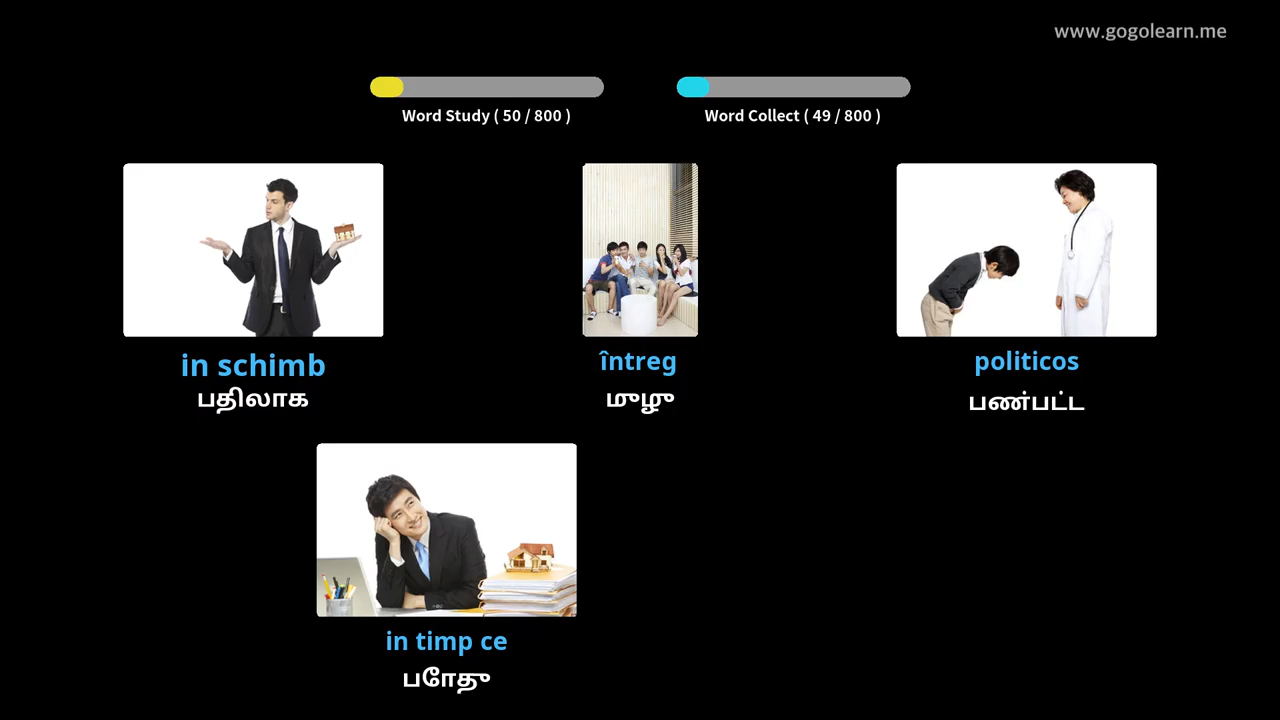 www.gogolearn.me
Word Study ( 50 / 800 )
Word Collect ( 49 / 800 )
in schimb
பதிலாக
întreg
முழு
politicos
பண்பட்ட
in timp ce
போேது